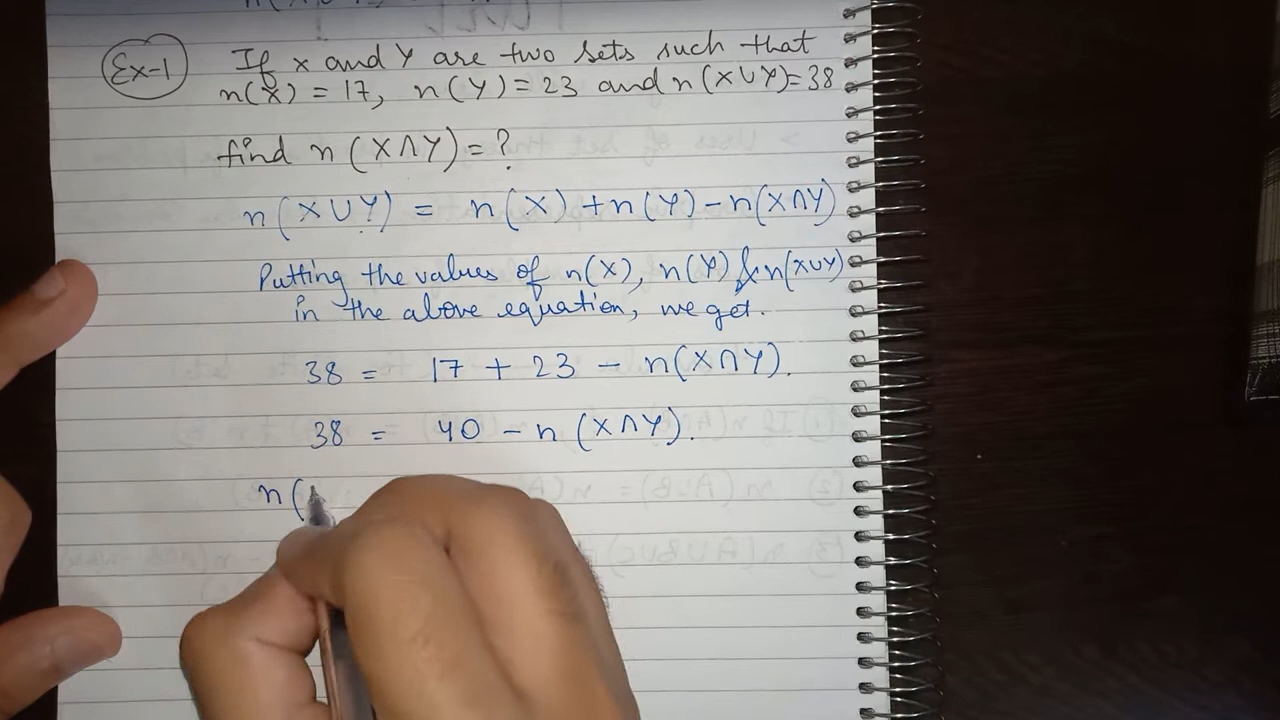 Ex-1
If x and Y are two sets such that
n(X) = 17, n(Y) = 23 and n(X∪Y)=38
find n (X∩Y) = ?
n(X∪Y) = n(X) + n(Y) - n(X∩Y)
Putting the values of n(X), n(Y) & n(X∪Y)
in the above equation, we get.
38 = 17 + 23 - n(X∩Y).
38 = 40 - n (X∩Y).
n(